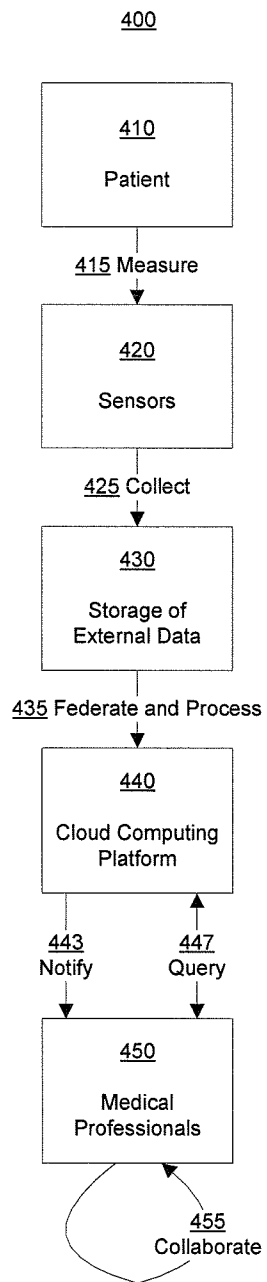 400
410
Patient
415 Measure
420
Sensors
425 Collect
430
Storage of
External Data
435 Federate and Process
440
Cloud Computing
Platform
443
Notify
447
Query
450
Medical
Professionals
455
Collaborate